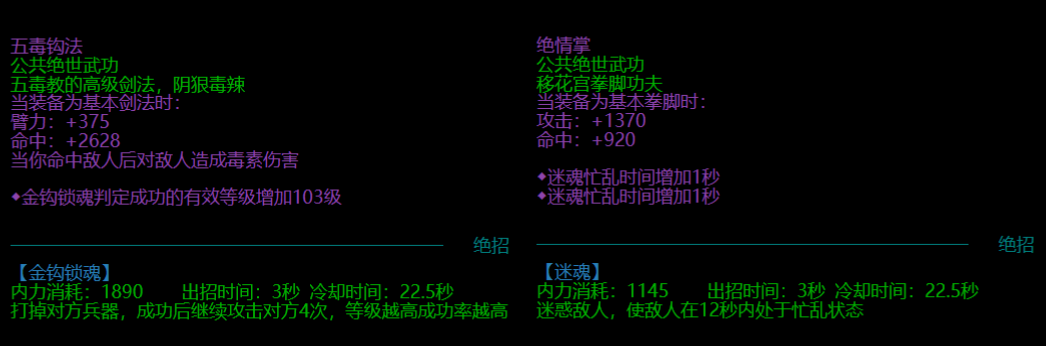 五毒钩法
公共绝世武功
五毒教的高级剑法，阴狠毒辣
当装备为基本剑法时：
臂力：+375
命中：+2628
当你命中敌人后对敌人造成毒素伤害
◆金钩锁魂判定成功的有效等级增加103级
绝招
【金钩锁魂】
内力消耗：1890 出招时间：3秒 冷却时间：22.5秒
打掉对方兵器，成功后继续攻击对方4次，等级越高成功率越高
绝情掌
公共绝世武功
移花宫拳脚功夫
当装备为基本拳脚时：
攻击：+1370
命中：+920
◆迷魂忙乱时间增加1秒
◆迷魂忙乱时间增加1秒
绝招
【迷魂】
内力消耗：1145 出招时间：3秒 冷却时间：22.5秒
迷惑敌人，使敌人在12秒内处于忙乱状态